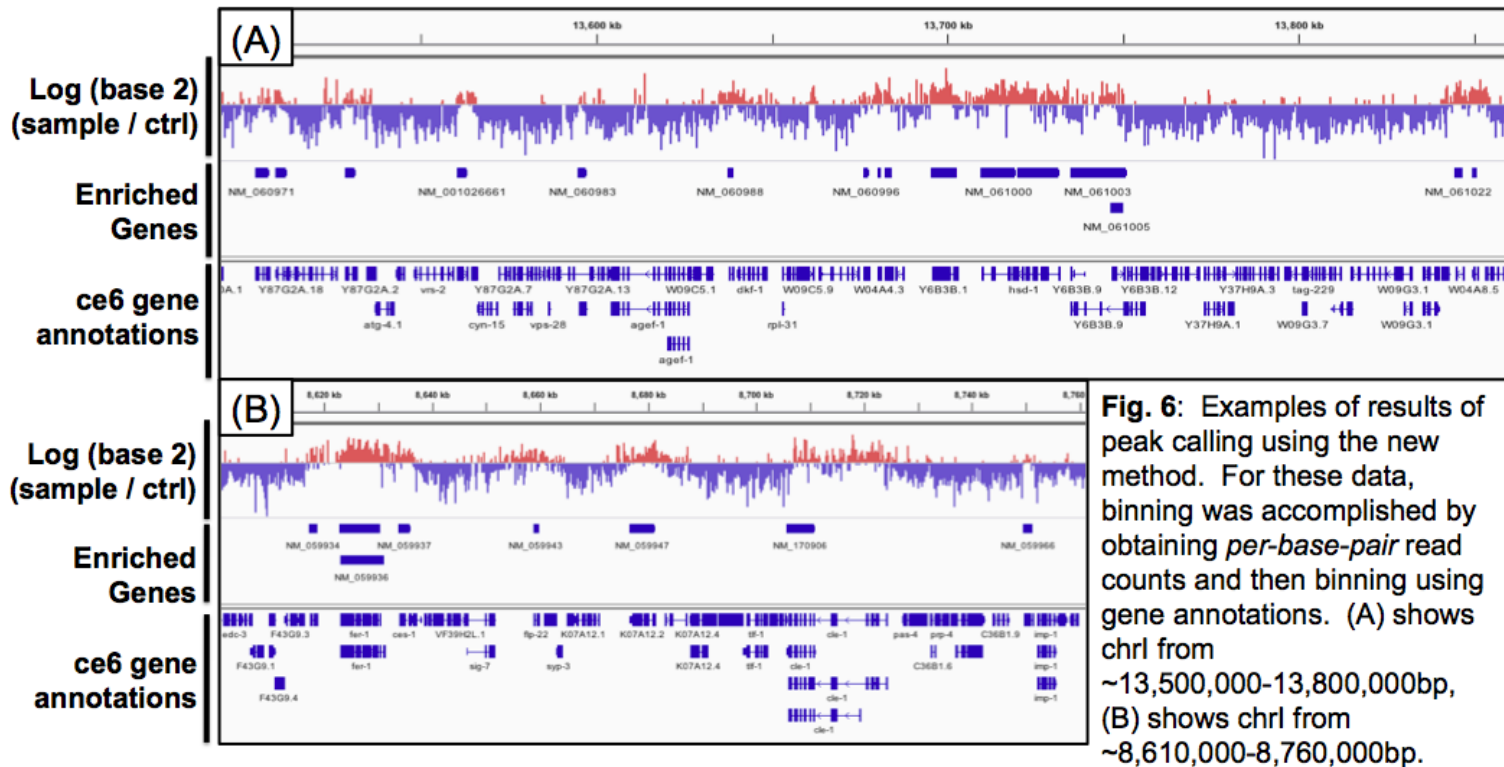 (A)
13,600 kb 13,700 kb 13,800 kb
Log (base 2)
(sample / ctrl)
Enriched
Genes
NM_060971 NM_001026661 NM_060983 NM_060988 NM_060996 NM_061000 NM_061003 NM_061022
NM_061005
ce6 gene
annotations
0A.1 Y87G2A.18 Y87G2A.2 vrs-2 Y87G2A.7 Y87G2A.13 W09C5.1 dkf-1 W09C5.9 W04A4.3 Y6B3B.1 hsd-1 Y6B3B.9 Y6B3B.12 Y37H9A.3 tag-229 W09G3.1 W04A8.5
atg-4.1 cyn-15 vps-28 agef-1 rpl-31 Y6B3B.9 Y37H9A.1 W09G3.7 W09G3.1
agef-1
(B)
8,620 kb 8,640 kb 8,660 kb 8,680 kb 8,700 kb 8,720 kb 8,740 kb 8,760
Log (base 2)
(sample / ctrl)
Enriched
Genes
NM_059934 NM_059937 NM_059943 NM_059947 NM_170906 NM_059966
NM_059936
ce6 gene
annotations
edc-3 F43G9.3 fer-1 ces-1 VF39H2L.1 flp-22 K07A12.1 K07A12.2 K07A12.4 ttf-1 cle-1 pas-4 prp-4 C36B1.9 imp-1
F43G9.1 fer-1 sig-7 syp-3 K07A12.4 ttf-1 cle-1 C36B1.6 imp-1
F43G9.4 cle-1 imp-1
cle-1
Fig. 6: Examples of results of
peak calling using the new
method. For these data,
binning was accomplished by
obtaining per-base-pair read
counts and then binning using
gene annotations. (A) shows
chrI from
~13,500,000-13,800,000bp,
(B) shows chrI from
~8,610,000-8,760,000bp.